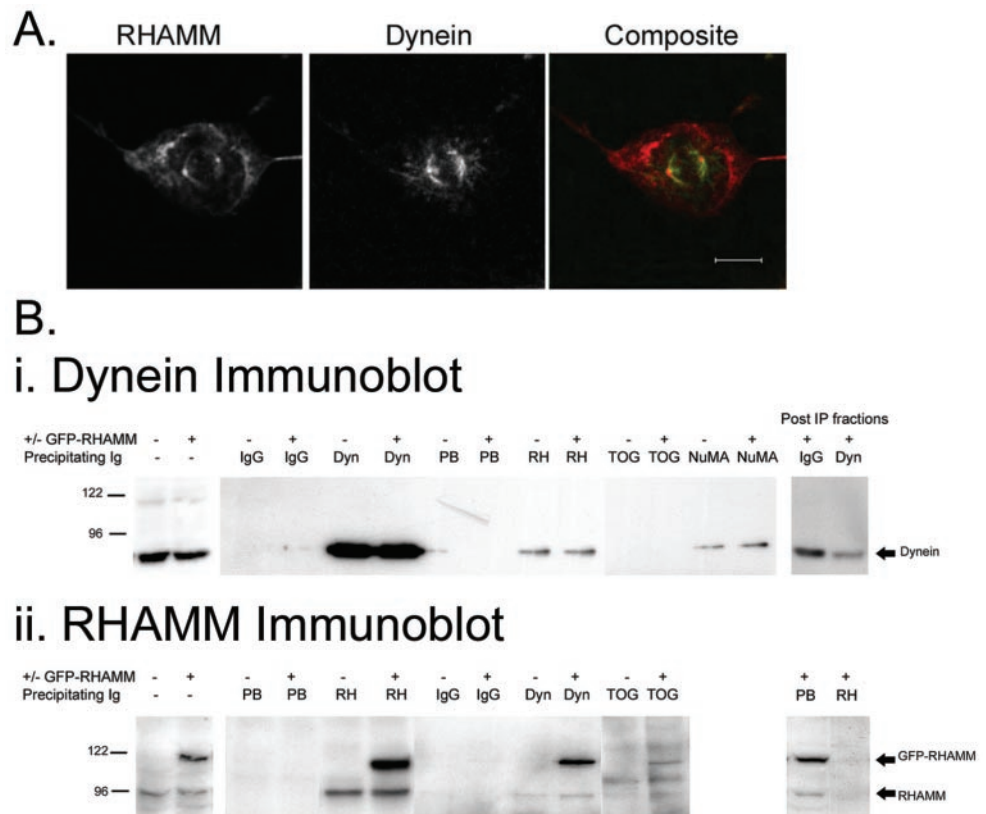 A.
RHAMM Dynein Composite
B.
i. Dynein Immunoblot
Post IP fractions
+/- GFP-RHAMM - + - + - + - + - + - + - + + +
Precipitating Ig - - IgG IgG Dyn Dyn PB PB RH RH TOG TOG NuMA NuMA IgG Dyn
122
96
Dynein
ii. RHAMM Immunoblot
+/- GFP-RHAMM - + - + - + - + - + - + + +
Precipitating Ig - - PB PB RH RH IgG IgG Dyn Dyn TOG TOG PB RH
122
GFP-RHAMM
96
RHAMM